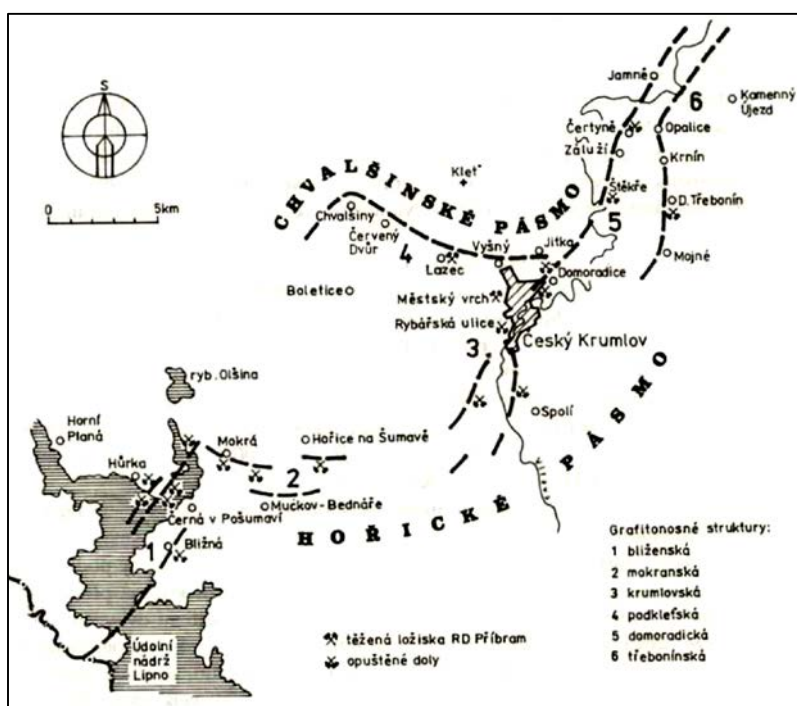 S
0 5km
Jamné
6
Kamenný
Újezd
Čertyně
Opalice
Záluží
Krnín
Kleť
Štěkře
D. Třebonín
CHVALŠINSKÉ PÁSMO
5
Chvalšiny
Červený
Dvůr
4
Lazec
Vyšný
Jitka
Mojné
Domoradice
Boletice
Městský vrch
Rybářská ulice
Český Krumlov
3
ryb. Olšina
Spolí
Horní
Planá
Mokrá
Hořice na Šumavě
Hůrka
2
Vltava
Černá v Pošumaví
Mučkov-Bednáře
HOŘICKÉ PÁSMO
1
Bližná
Údolní
nádrž
Lipno
Grafitonosné struktury:
1 bliženská
2 mokranská
3 krumlovská
4 podkleťská
5 domoradická
6 třebonínská
těžená ložiska RD Příbram
opuštěné doly